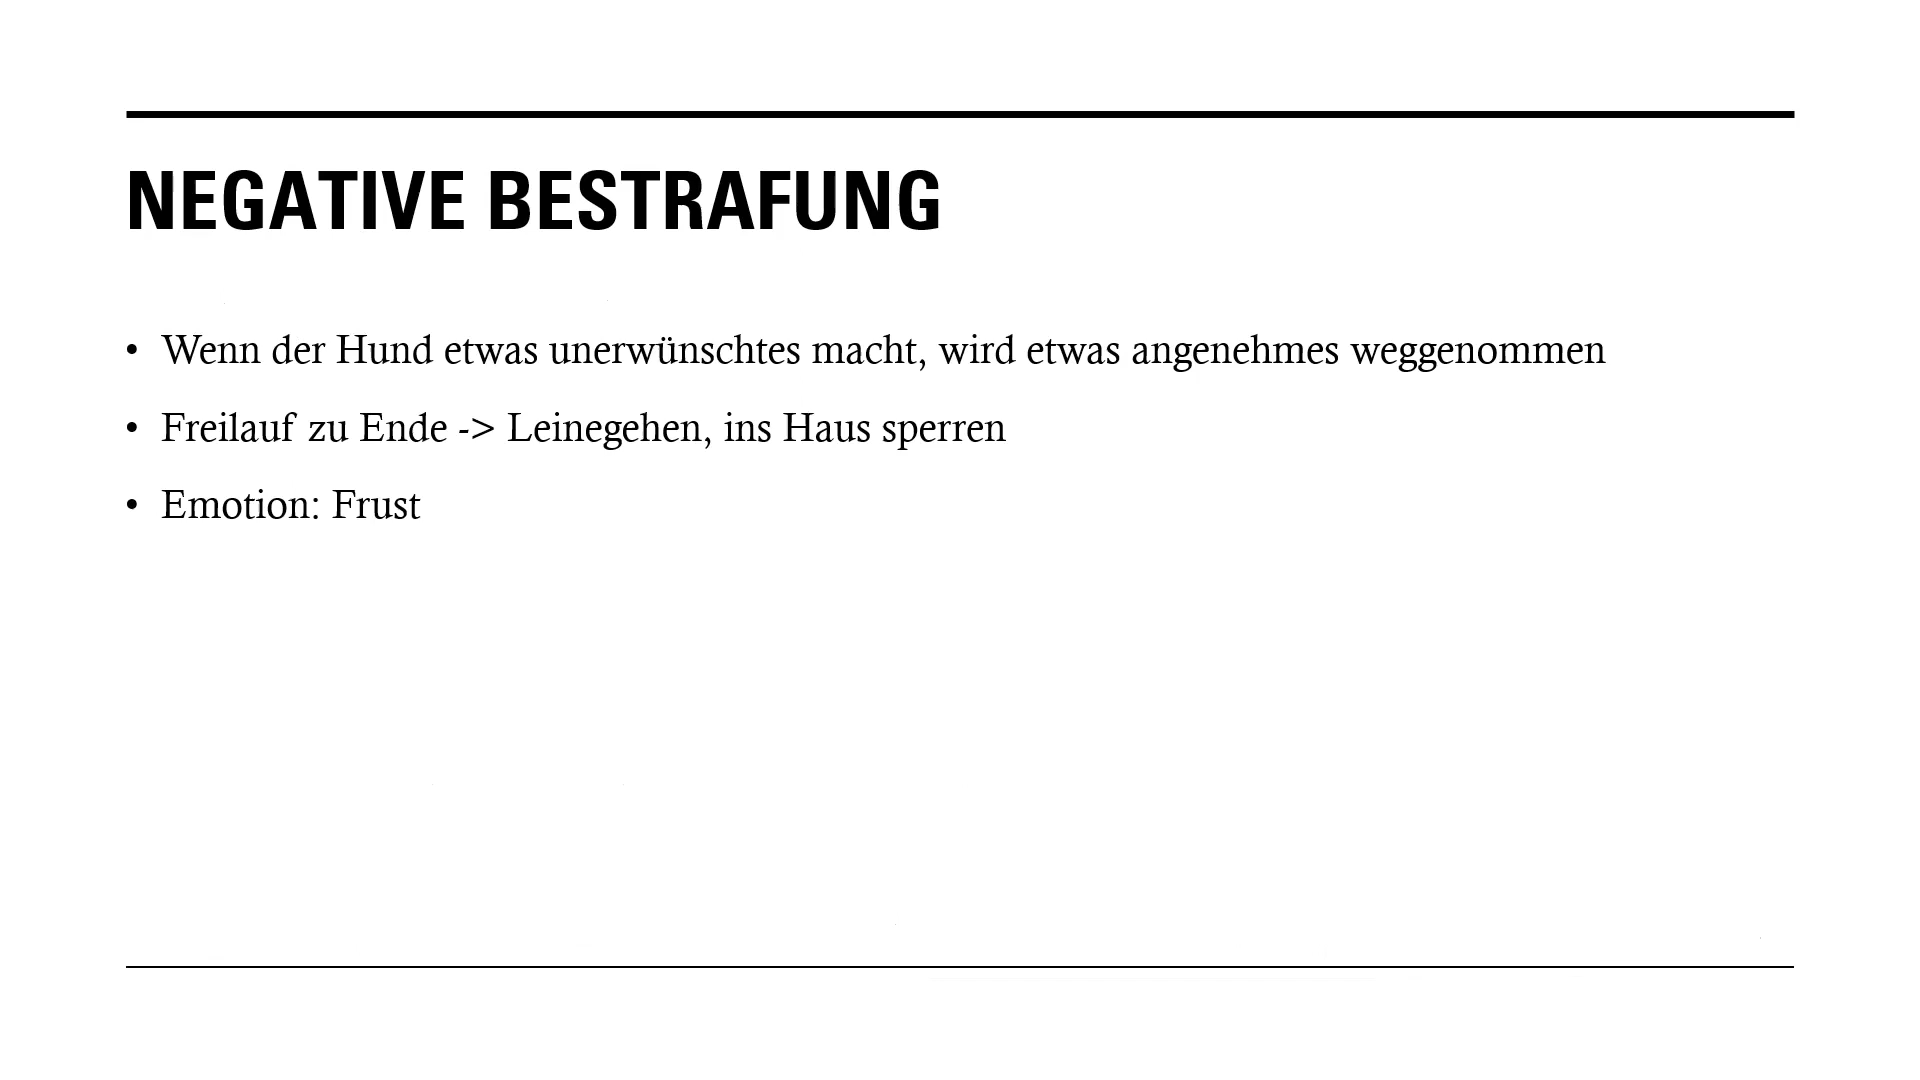 NEGATIVE BESTRAFUNG
• Wenn der Hund etwas unerwünschtes macht, wird etwas angenehmes weggenommen
• Freilauf zu Ende -> Leinegehen, ins Haus sperren
• Emotion: Frust